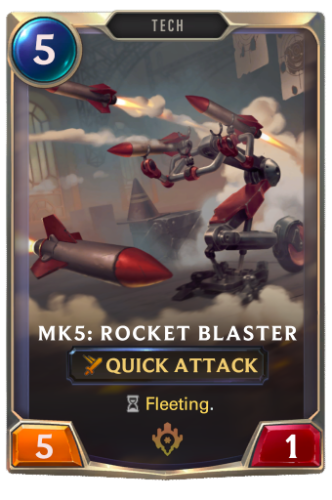 TECH
5
MK5: ROCKET BLASTER
QUICK ATTACK
Fleeting.
5
1